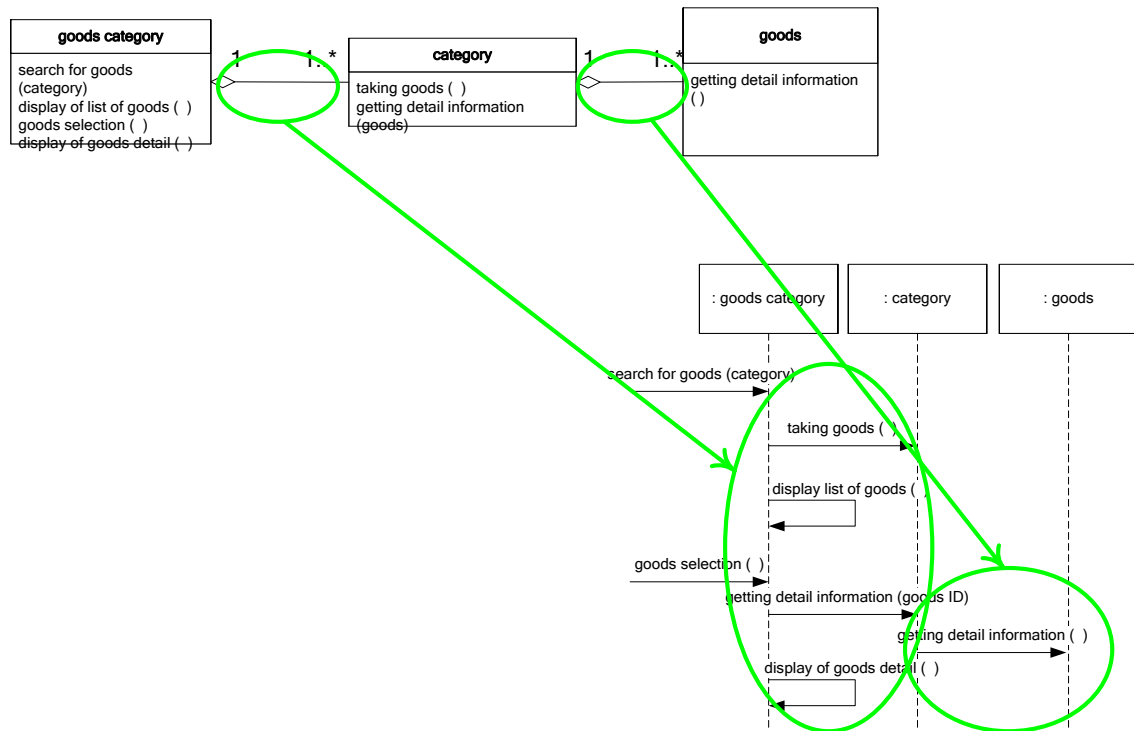 goods category
search for goods
(category)
display of list of goods ( )
goods selection ( )
display of goods detail ( )
1
1..*
category
taking goods ( )
getting detail information
(goods)
1
1..*
goods
getting detail information
( )
: goods category
: category
: goods
search for goods (category)
taking goods ( )
display list of goods ( )
goods selection ( )
getting detail information (goods ID)
getting detail information ( )
display of goods detail ( )